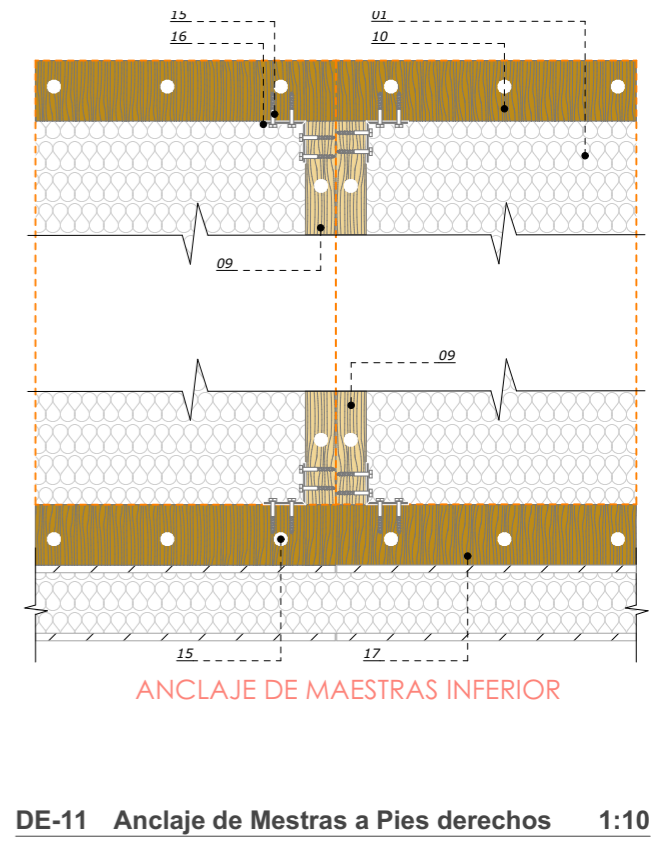 15 01
16 10
09
09
15 17
ANCLAJE DE MAESTRAS INFERIOR
DE-11 Anclaje de Mestras a Pies derechos 1:10